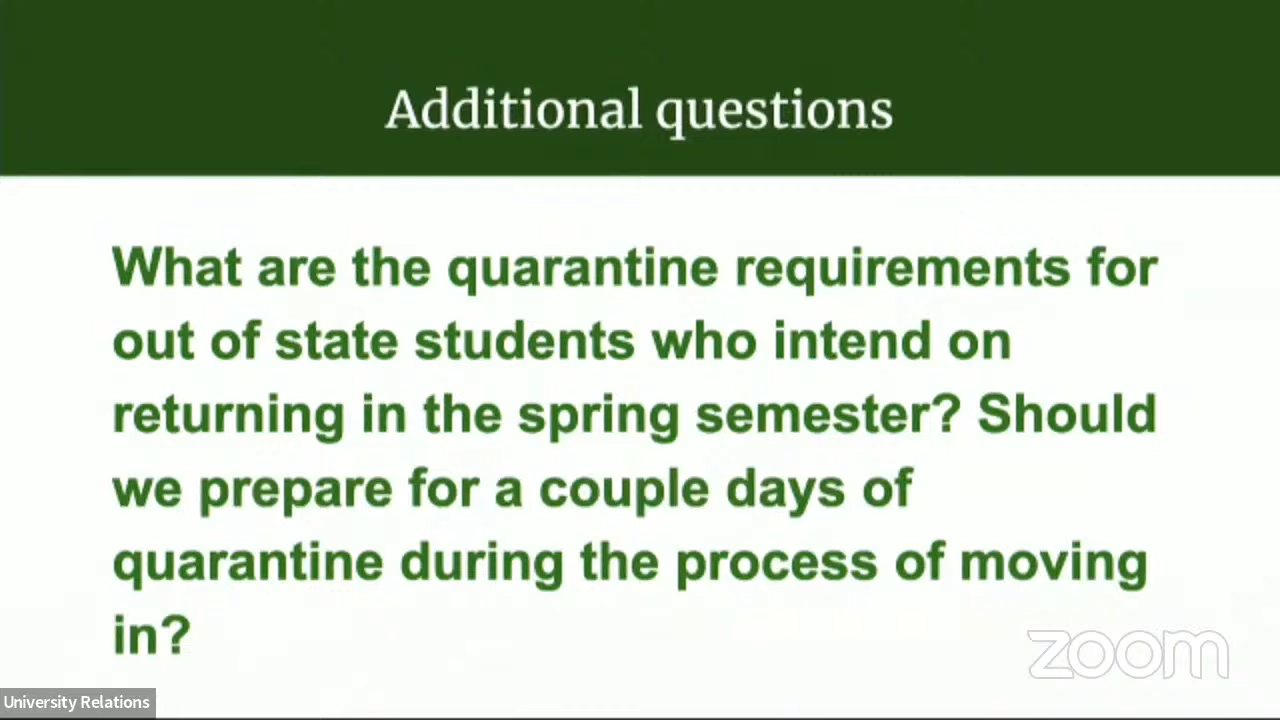 Additional questions
What are the quarantine requirements for
out of state students who intend on
returning in the spring semester? Should
we prepare for a couple days of
quarantine during the process of moving
in?
zoom
University Relations